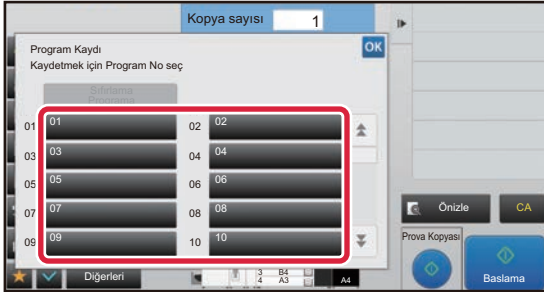 Kopya sayısı 1
Program Kaydı
OK
Kaydetmek için Program No seç
Sıfırlama
Programa
01 01 02 02
03 03 04 04
05 05 06 06
07 07 08 08
09 09 10 10
Önizle
CA
Prova Kopyası
Diğerleri
3 B4
4 A3
A4
Baslama